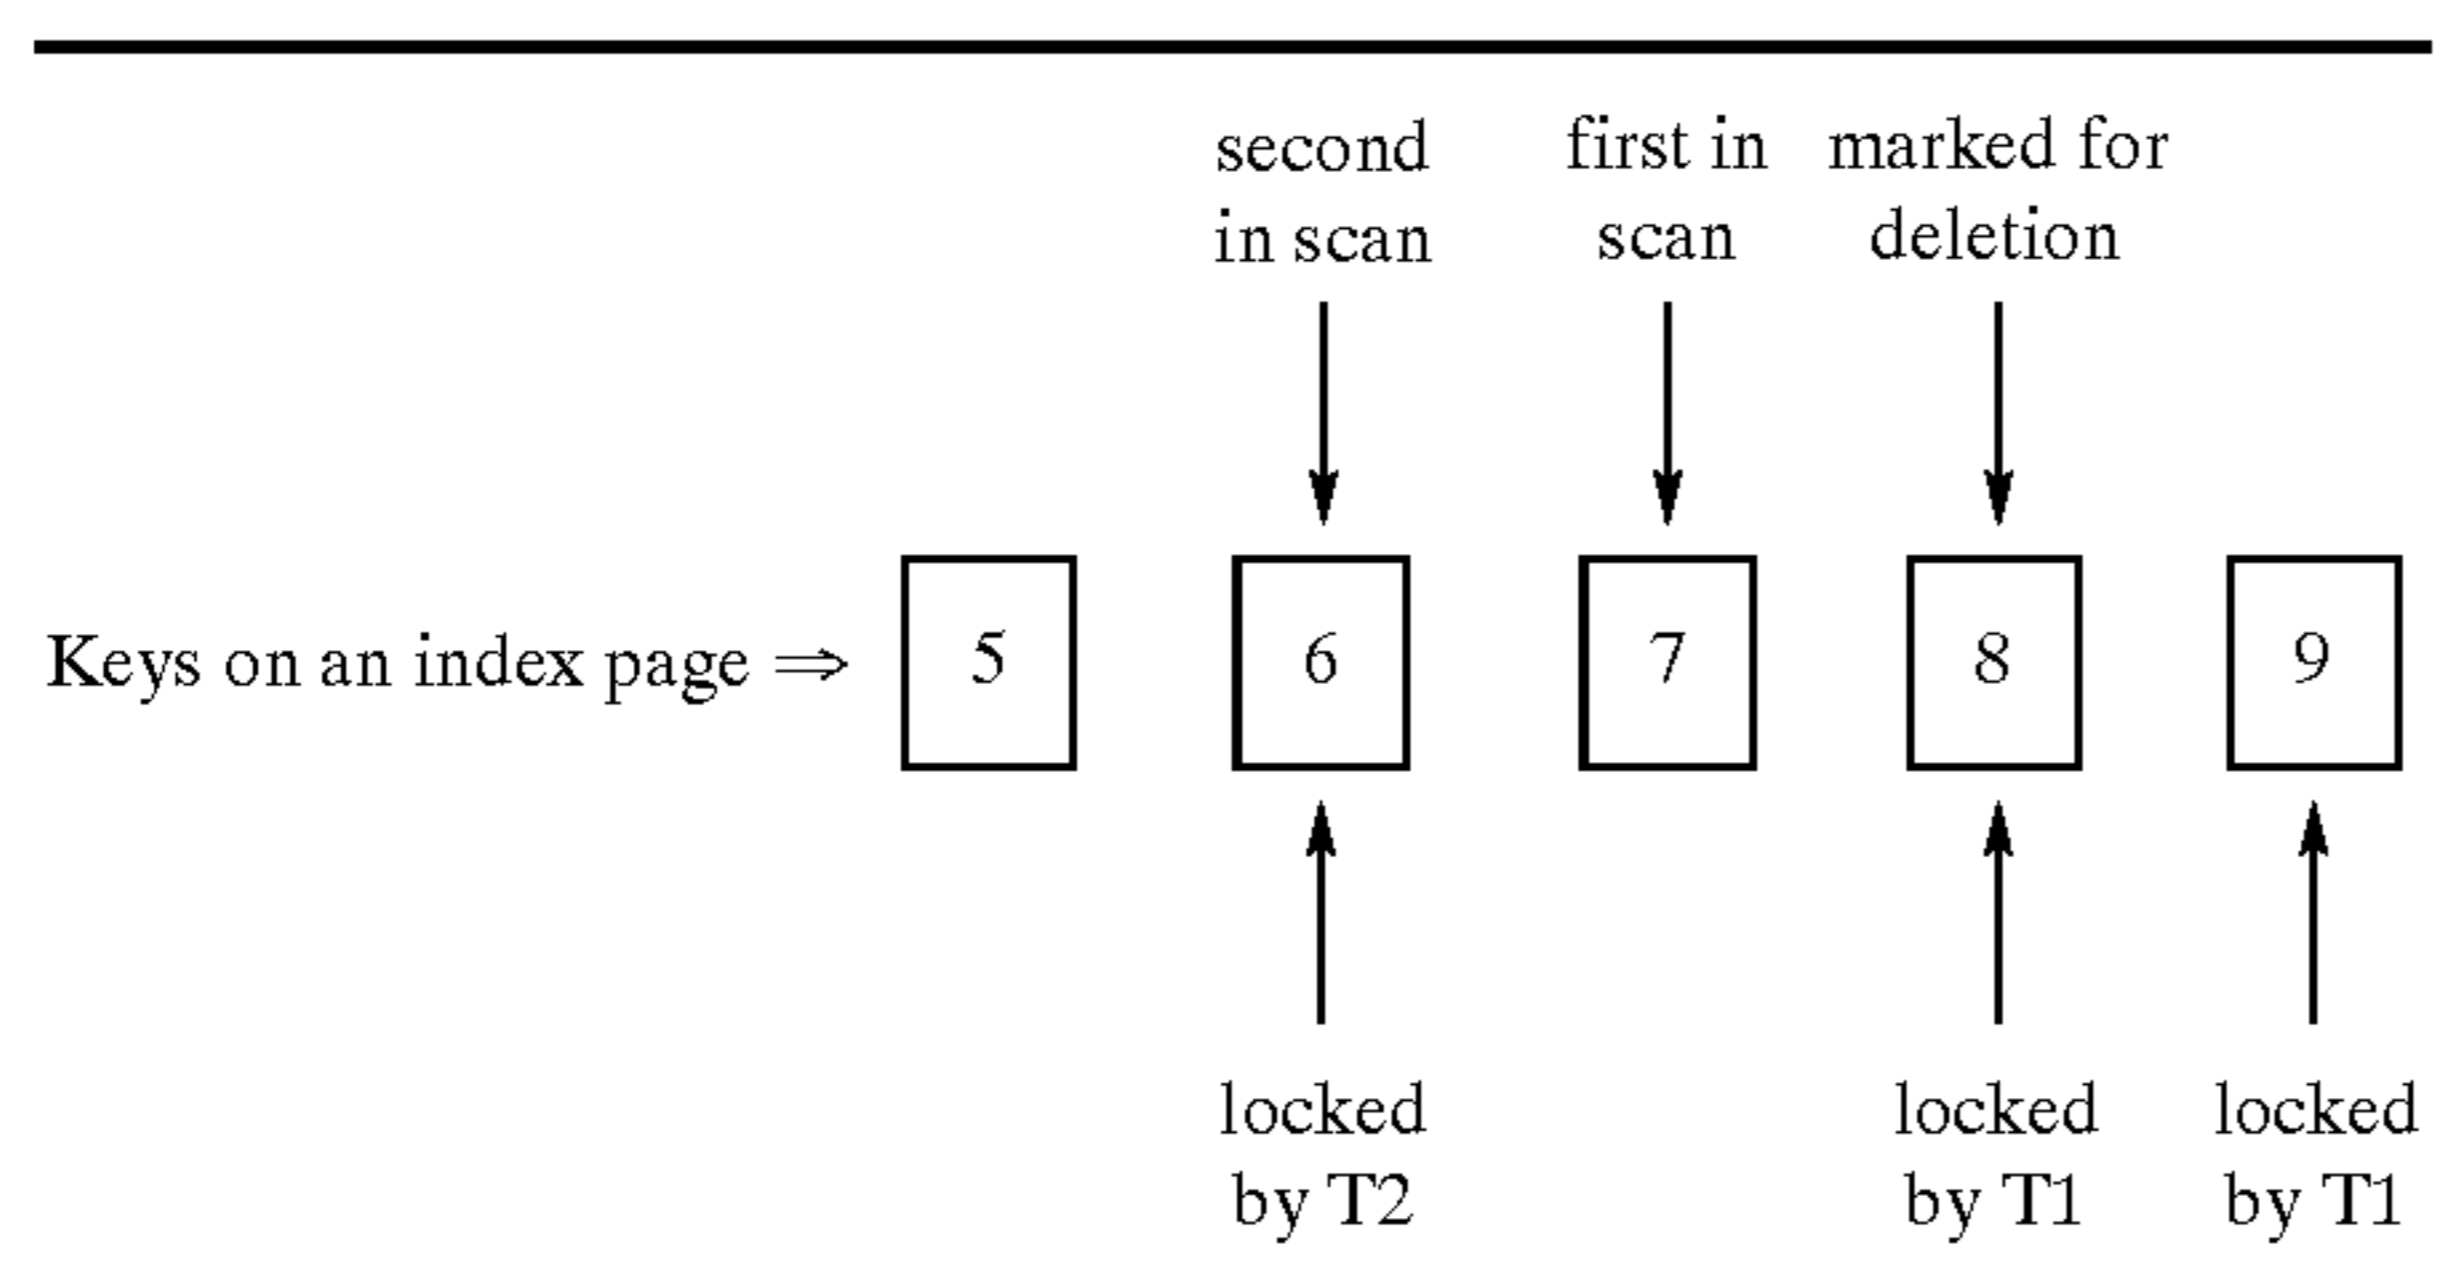 second
in scan
first in
scan
marked for
deletion
Keys on an index page ⇒ 5 6 7 8 9
locked
by T2
locked
by T1
locked
by T1